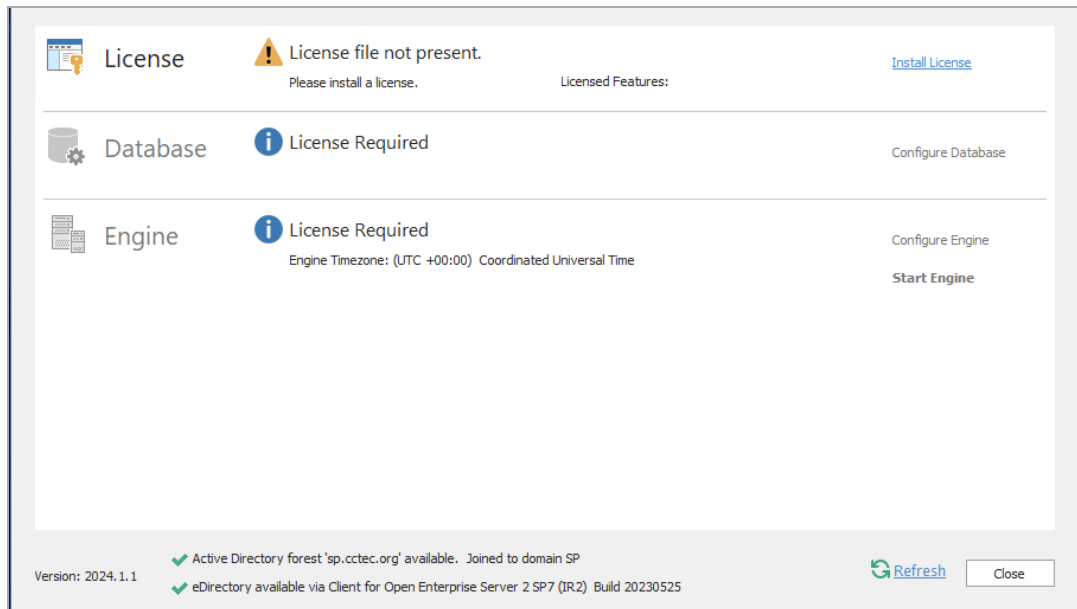 License
License file not present.
Please install a license.
Licensed Features:
Install License
Database
License Required
Configure Database
Engine
License Required
Engine Timezone: (UTC +00:00)  Coordinated Universal Time
Configure Engine
Start Engine
Version: 2024.1.1
Active Directory forest 'sp.cctec.org' available.  Joined to domain SP
eDirectory available via Client for Open Enterprise Server 2 SP7 (IR2)  Build 20230525
Refresh
Close